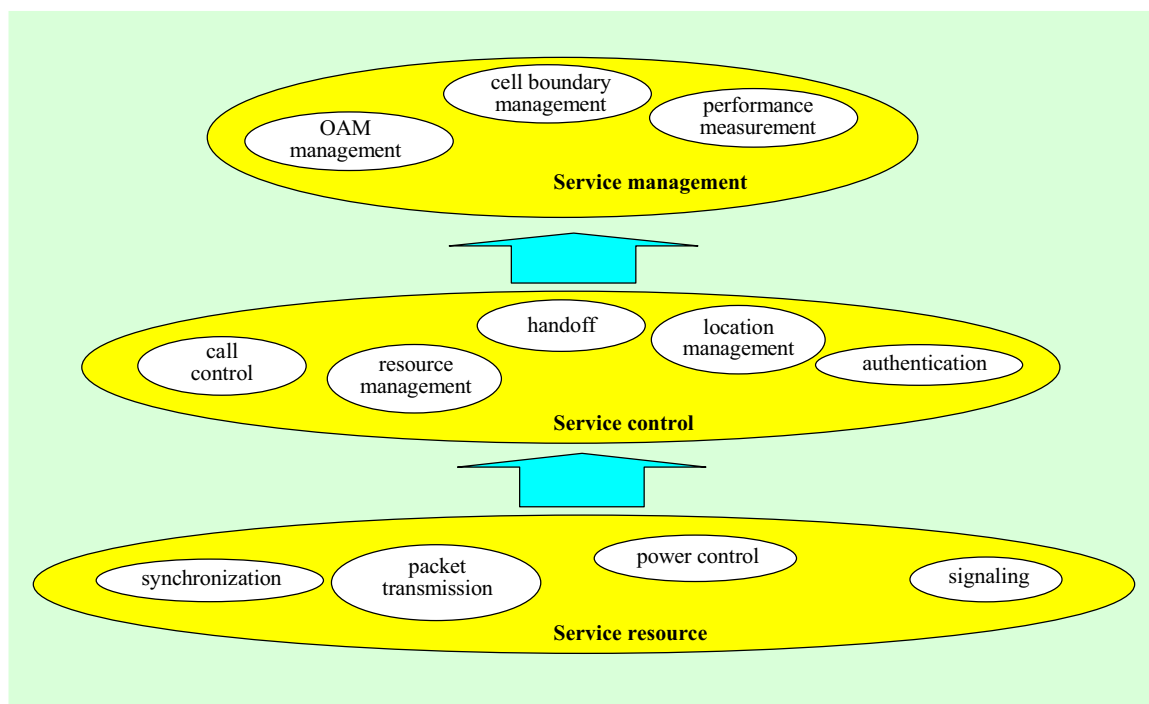 cell boundary
management
performance
measurement
OAM
management
Service management
handoff
location
management
call
control
resource
management
authentication
Service control
power control
packet
transmission
synchronization
signaling
Service resource